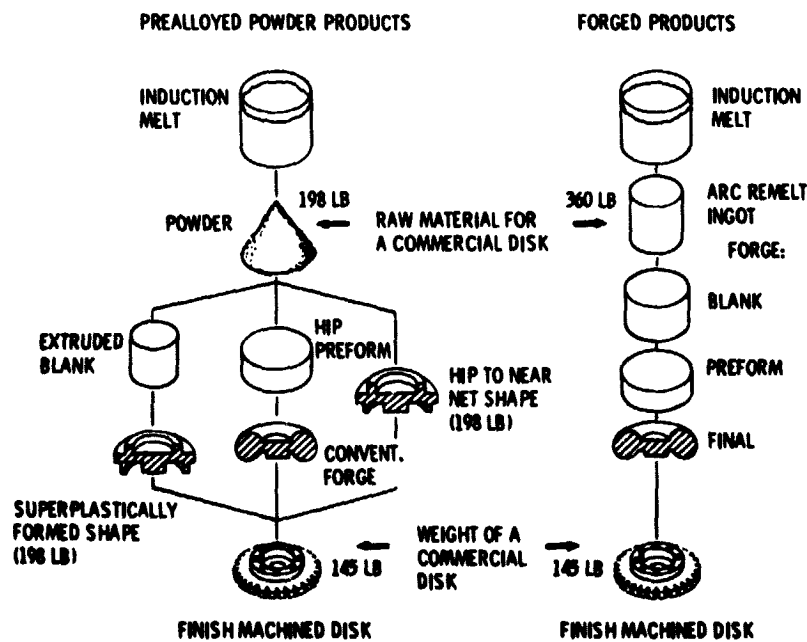 PREALLOYED POWDER PRODUCTS
FORGED PRODUCTS
INDUCTION
MELT
INDUCTION
MELT
198 LB
POWDER
RAW MATERIAL FOR
A COMMERCIAL DISK
360 LB
ARC REMELT
INGOT
FORGE:
BLANK
EXTRUDED
BLANK
HIP
PREFORM
HIP TO NEAR
NET SHAPE
(198 LB)
PREFORM
CONVENT.
FORGE
FINAL
SUPERPLASTICALLY
FORMED SHAPE
(198 LB)
WEIGHT OF A
COMMERCIAL
DISK
145 LB
145 LB
FINISH MACHINED DISK
FINISH MACHINED DISK